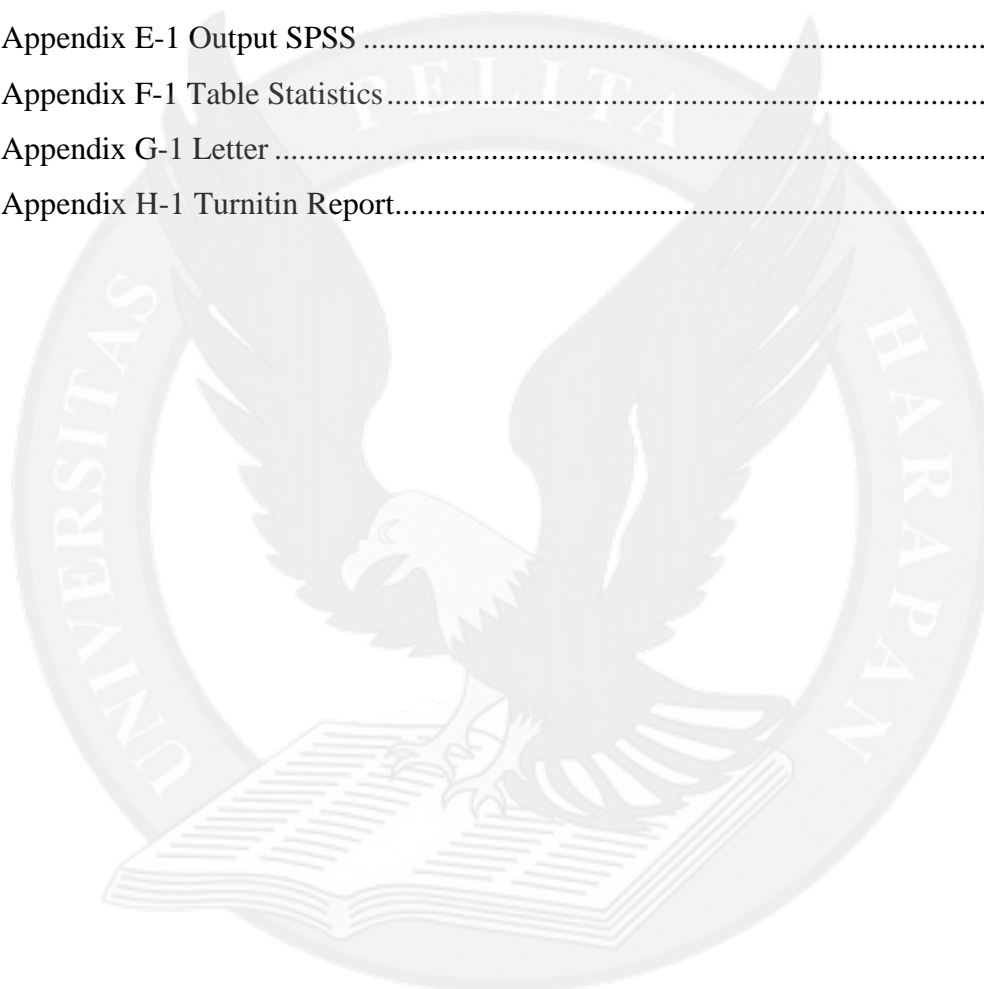 Appendix E-1 Output SPSS ........................................................................................................
Appendix F-1 Table Statistics ....................................................................................................
Appendix G-1 Letter .................................................................................................................
Appendix H-1 Turnitin Report....................................................................................................
UNIVERSITAS PELITA HARAPAN